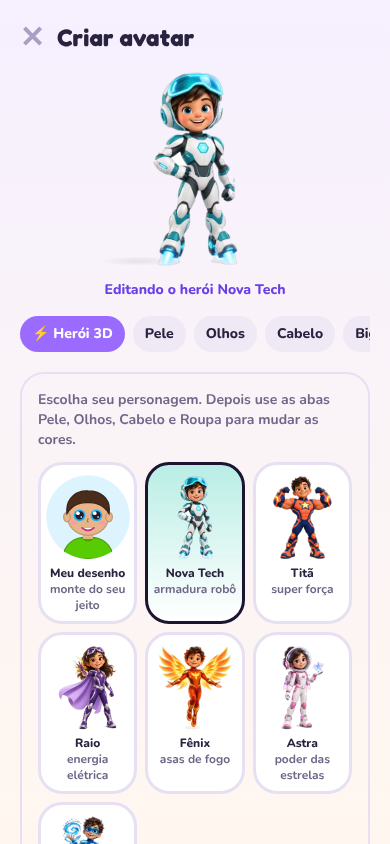 Criar avatar
Editando o herói Nova Tech
⚡ Herói 3D
Pele
Olhos
Cabelo
Escolha seu personagem. Depois use as abas
Pele, Olhos, Cabelo e Roupa para mudar as
cores.
Meu desenho
monte do seu
jeito
Nova Tech
armadura robô
Titã
super força
Raio
energia
elétrica
Fênix
asas de fogo
Astra
poder das
estrelas